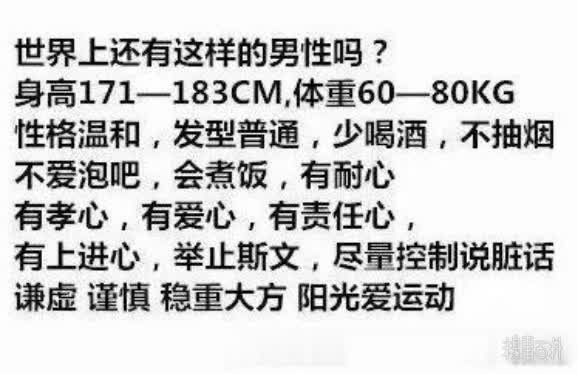 世界上还有这样的男性吗？
身高171—183CM,体重60—80KG
性格温和，发型普通，少喝酒，不抽烟
不爱泡吧，会煮饭，有耐心
有孝心，有爱心，有责任心，
有上进心，举止斯文，尽量控制说脏话
谦虚 谨慎 稳重大方 阳光爱运动